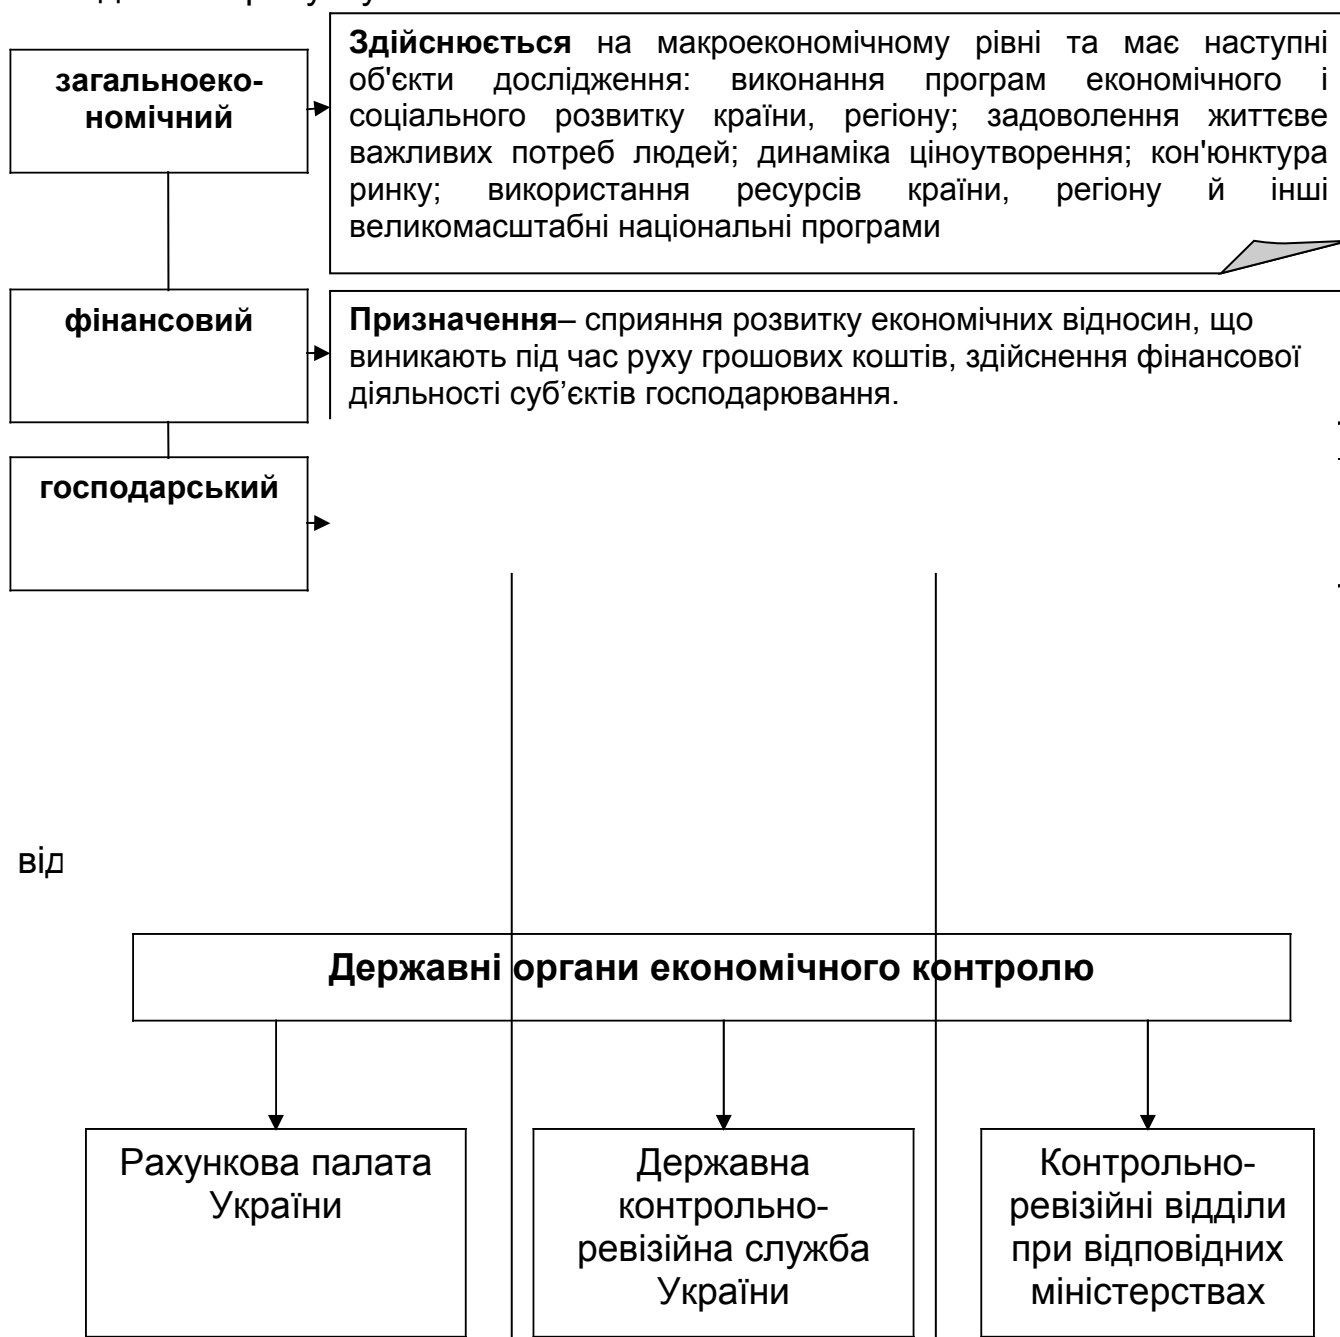 загальноеко-
номічний
Здійснюється на макроекономічному рівні та має наступні
об'єкти дослідження: виконання програм економічного і
соціального розвитку країни, регіону; задоволення життєве
важливих потреб людей; динаміка ціноутворення; кон'юнктура
ринку; використання ресурсів країни, регіону й інші
великомасштабні національні програми
фінансовий
Призначення– сприяння розвитку економічних відносин, що
виникають під час руху грошових коштів, здійснення фінансової
діяльності суб’єктів господарювання.
господарський
від
Державні органи економічного контролю
Рахункова палата
України
Державна
контрольно-
ревізійна служба
України
Контрольно-
ревізійні відділи
при відповідних
міністерствах